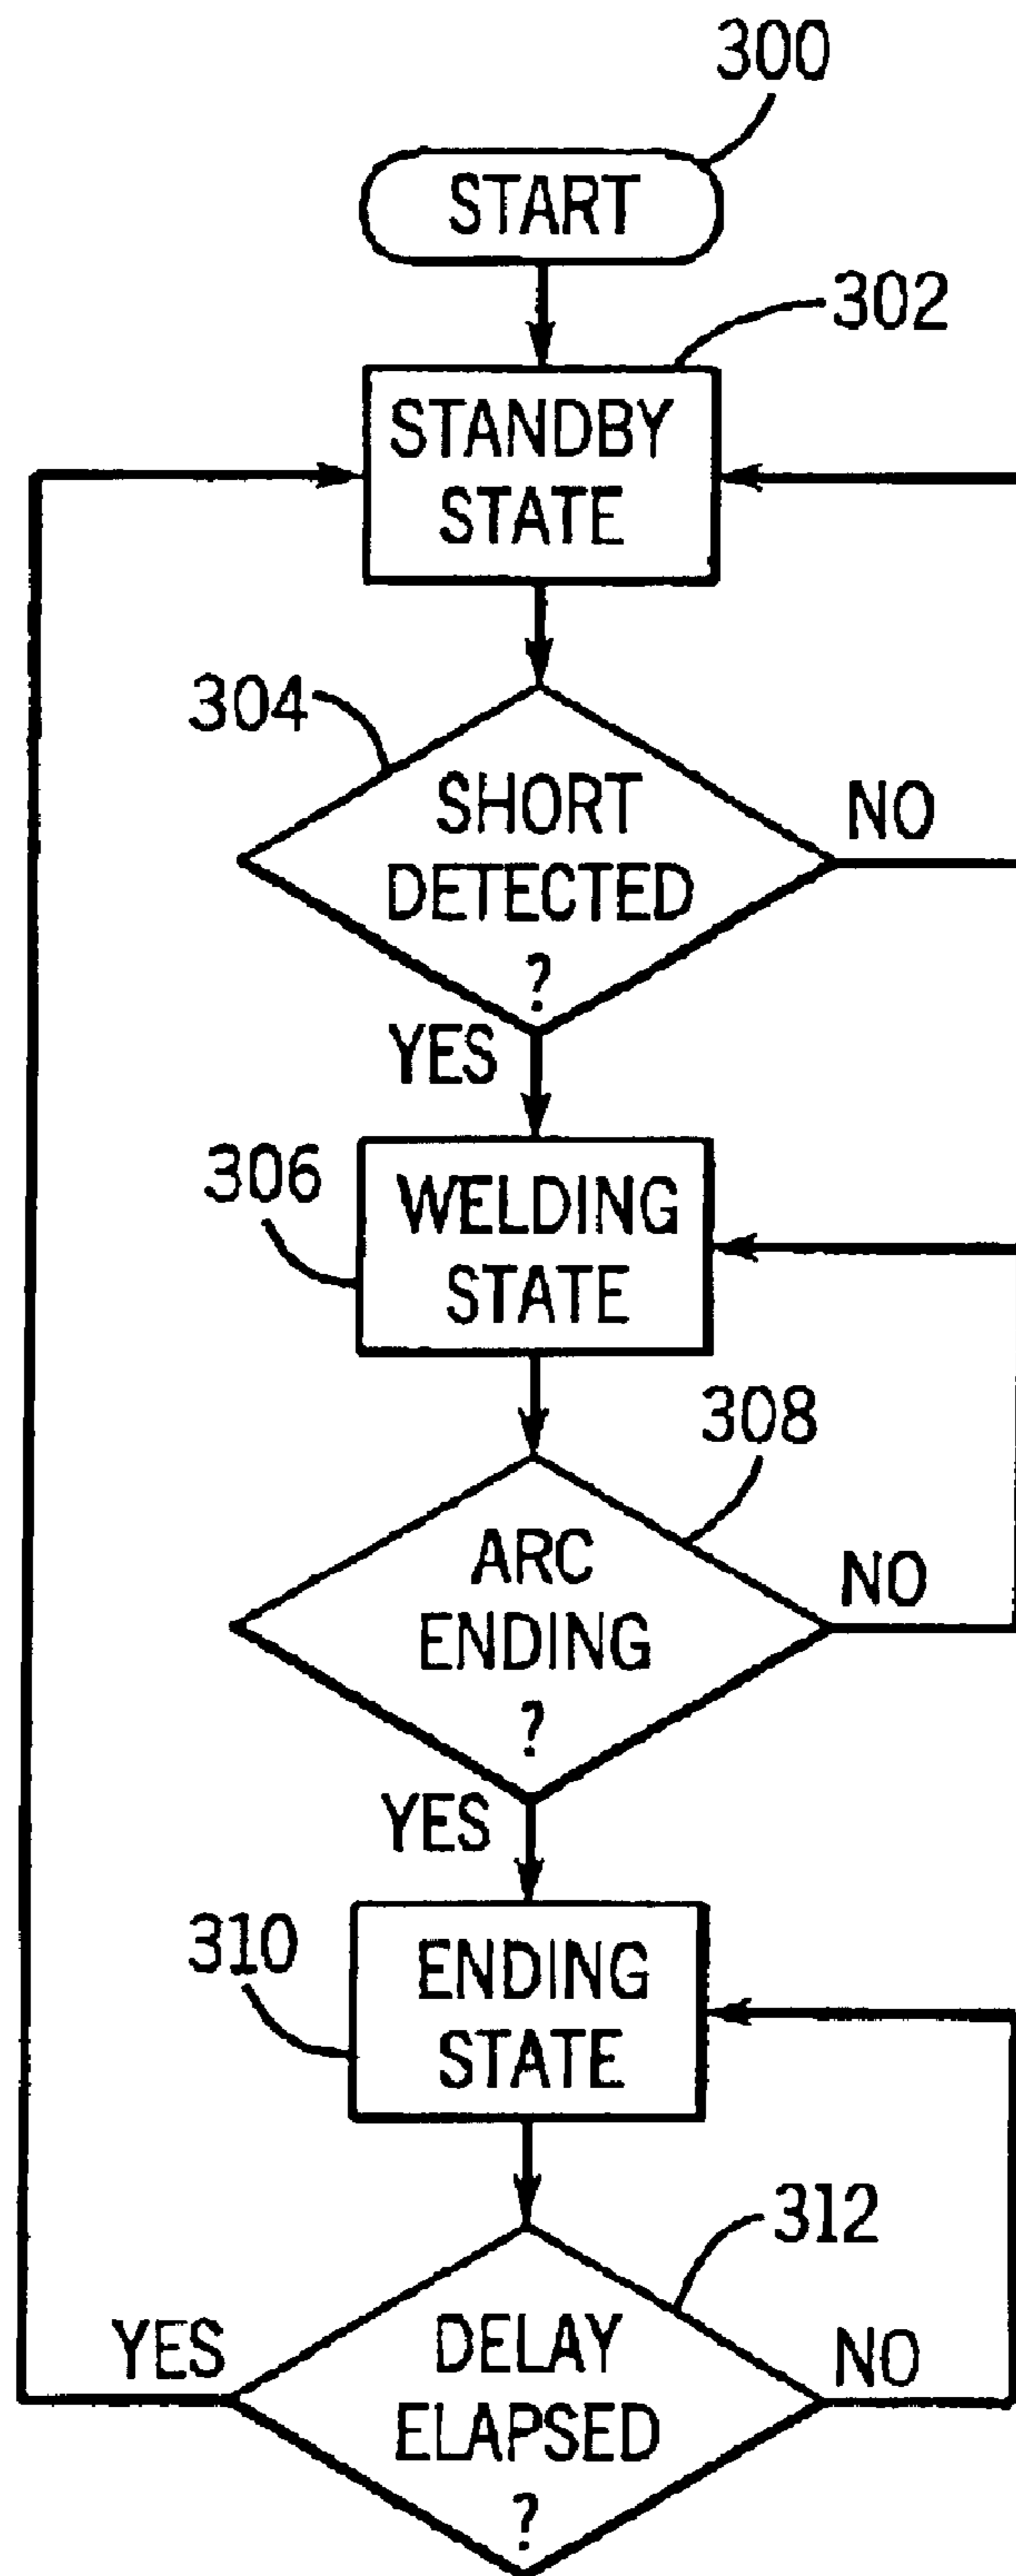 300
START
302
STANDBY
STATE
304
SHORT
DETECTED
?
NO
YES
306
WELDING
STATE
308
ARC
ENDING
?
NO
YES
310
ENDING
STATE
312
YES
DELAY
ELAPSED
?
NO